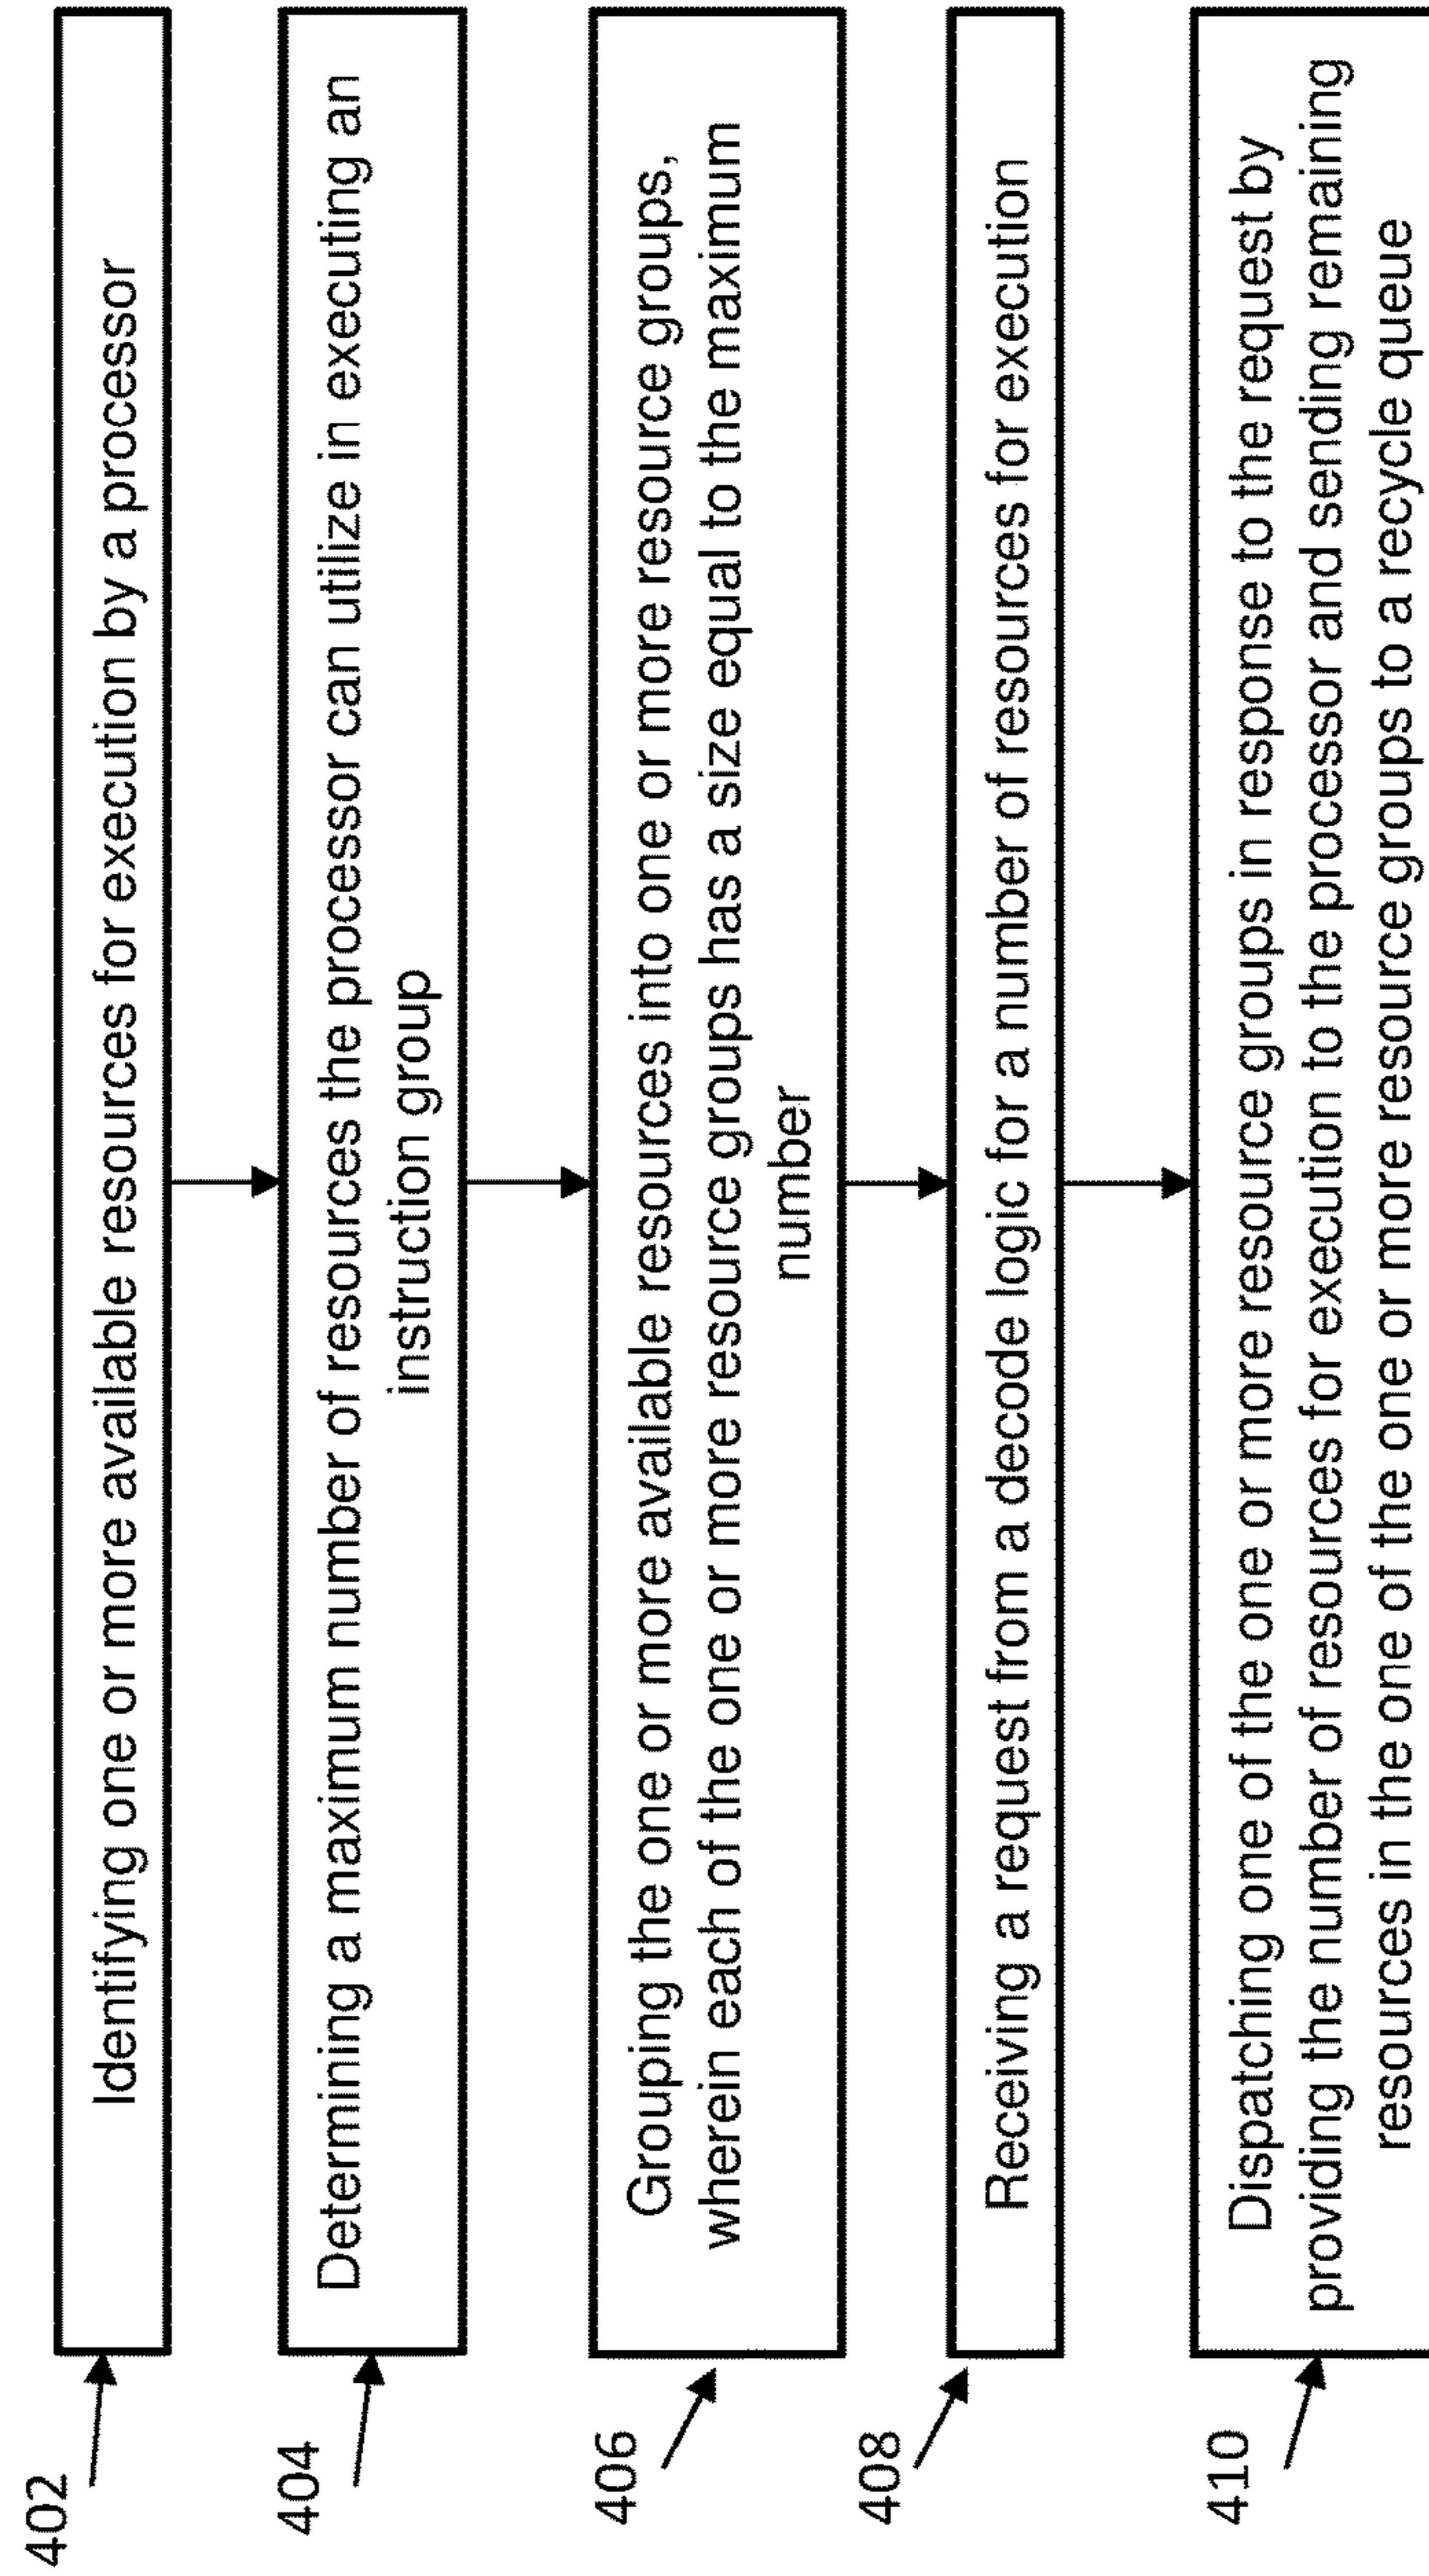 402
Identifying one or more available resources for execution by a processor
404
Determining a maximum number of resources the processor can utilize in executing an
instruction group
406
Grouping the one or more available resources into one or more resource groups,
wherein each of the one or more resource groups has a size equal to the maximum
number
408
Receiving a request from a decode logic for a number of resources for execution
410
Dispatching one of the one or more resource groups in response to the request by
providing the number of resources for execution to the processor and sending remaining
resources in the one of the one or more resource groups to a recycle queue